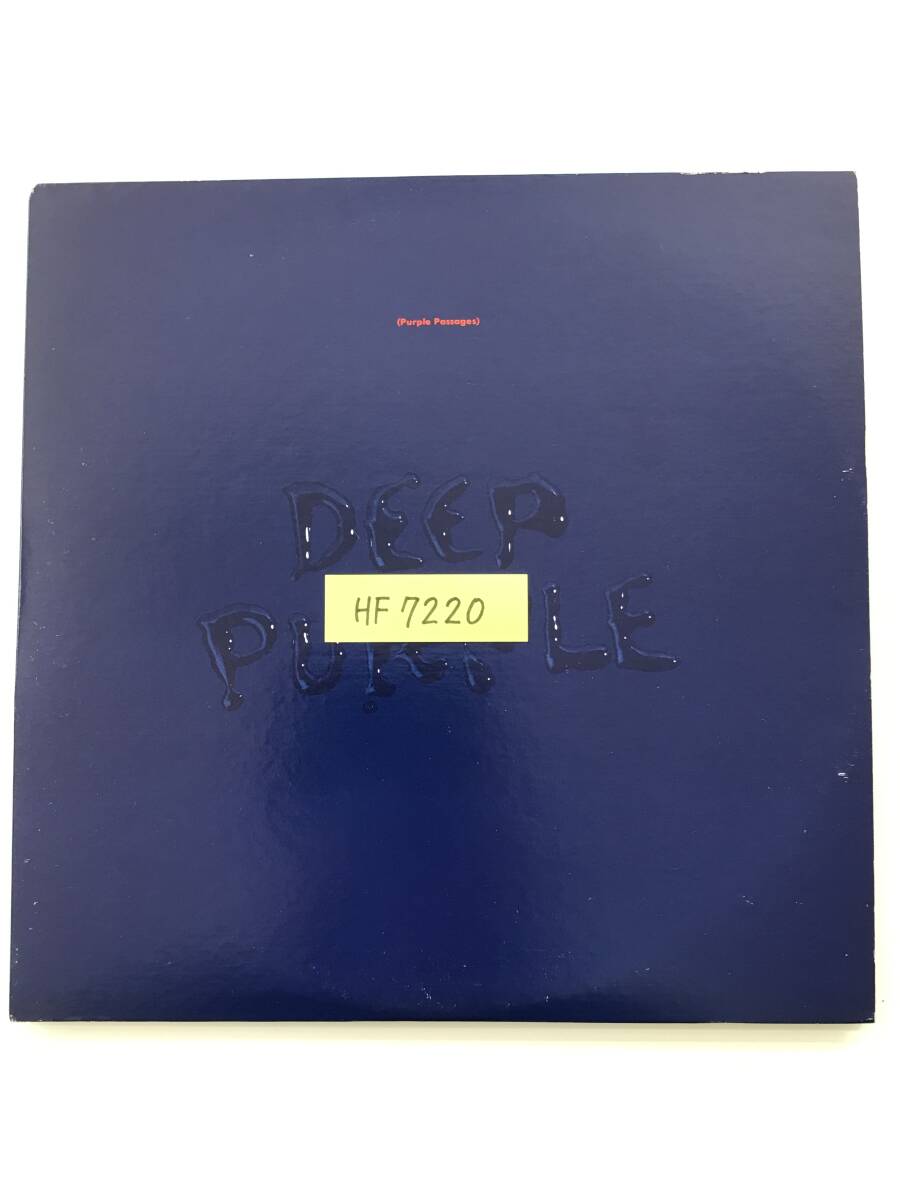 (Purple Passages)
DEEP
PURPLE
HF 7220